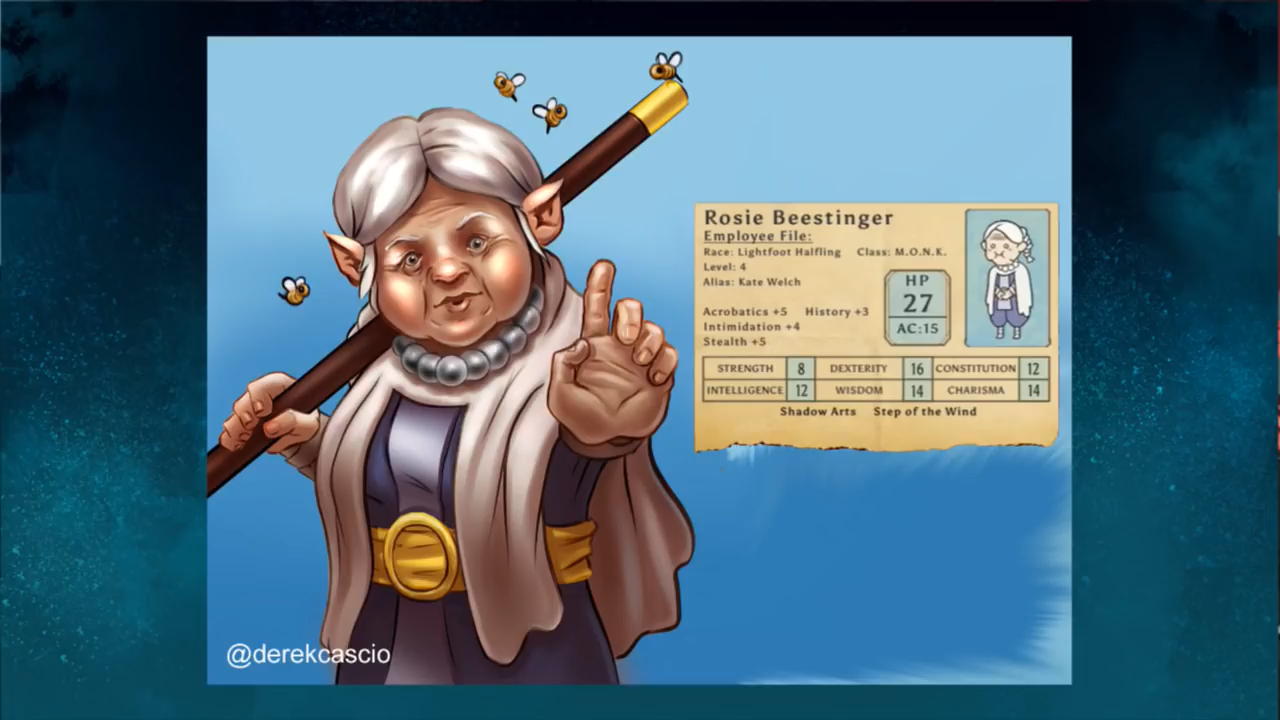 Rosie Beestinger
Employee File:
Race: Lightfoot Halfling Class: M.O.N.K.
Level: 4
Alias: Kate Welch
HP
27
AC:15
Acrobatics +5 History +3
Intimidation +4
Stealth +5
STRENGTH 8 DEXTERITY 16 CONSTITUTION 12
INTELLIGENCE 12 WISDOM 14 CHARISMA 14
Shadow Arts Step of the Wind
@derekcascio